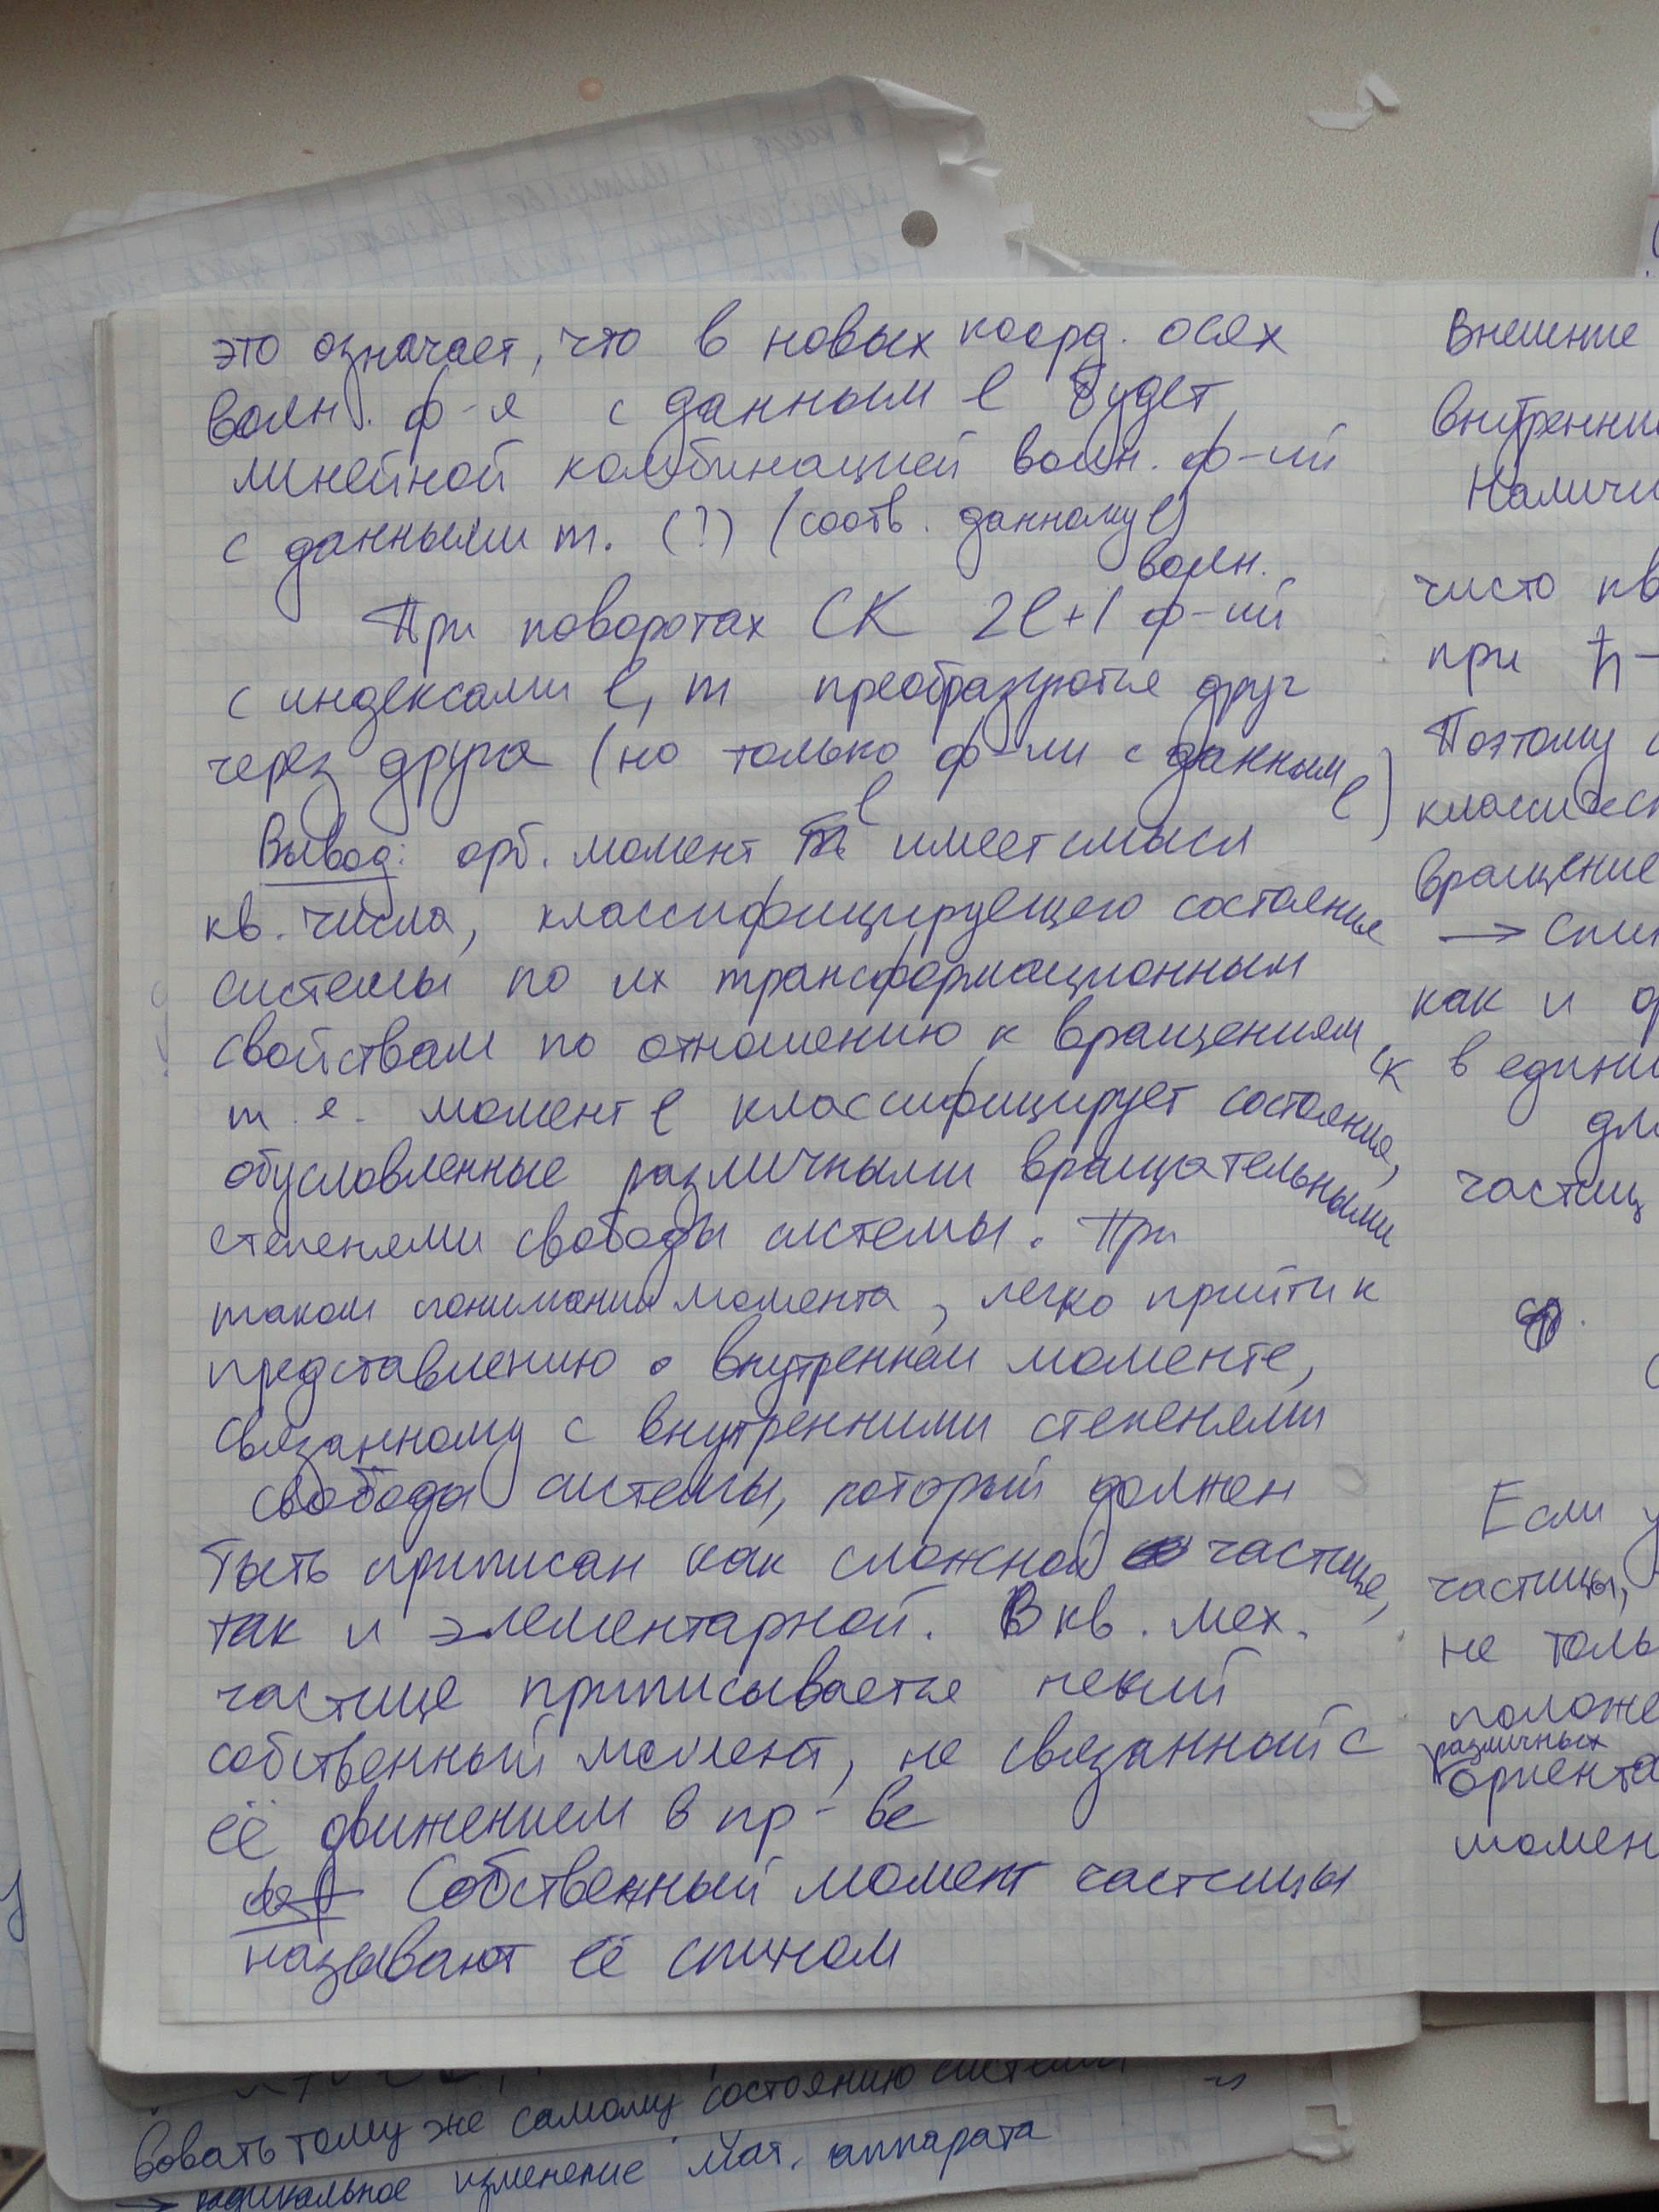 это означает, что в новых коорд. осях
волн. ф-я с данным l будет
линейной комбинацией волн. ф-ий
с данными m. (!) (соотв. данному l)
При поворотах СК 2l+1 волн. ф-ий
с индексами l, m преобразуются друг
через друга (но только ф-ии с данным l)
Вывод: орб. момент l имеет смысл
кв. числа, классифицируещего состояние
системы по их трансформационным
свойствам по отношению к вращениям СК
т.е. момент l классифицирует состояние,
обусловленные различными вращательными
степенями свободы системы. При
таком понимании момента, легко прийти к
представлению о внутреннем моменте,
связанному с внутренними степенями
свободы системы, который должен
быть приписан как сложной частице,
так и элементарной. В кв. мех.
частице приписывается некий
собственный момент, не связанный с
её движением в пр-ве
def Собственный момент частицы
называют её спином
Внешние
внутренни
Наличи
чисто кв
при ħ
Поэтому
классическ
вращение
→ спин
как и ор
в едини
для
частиц
Если у
частицы,
не толь
положе
различных
ориента
момен
вовать тому же самому состоянию системы
→ радикальное изменение мат. аппарата